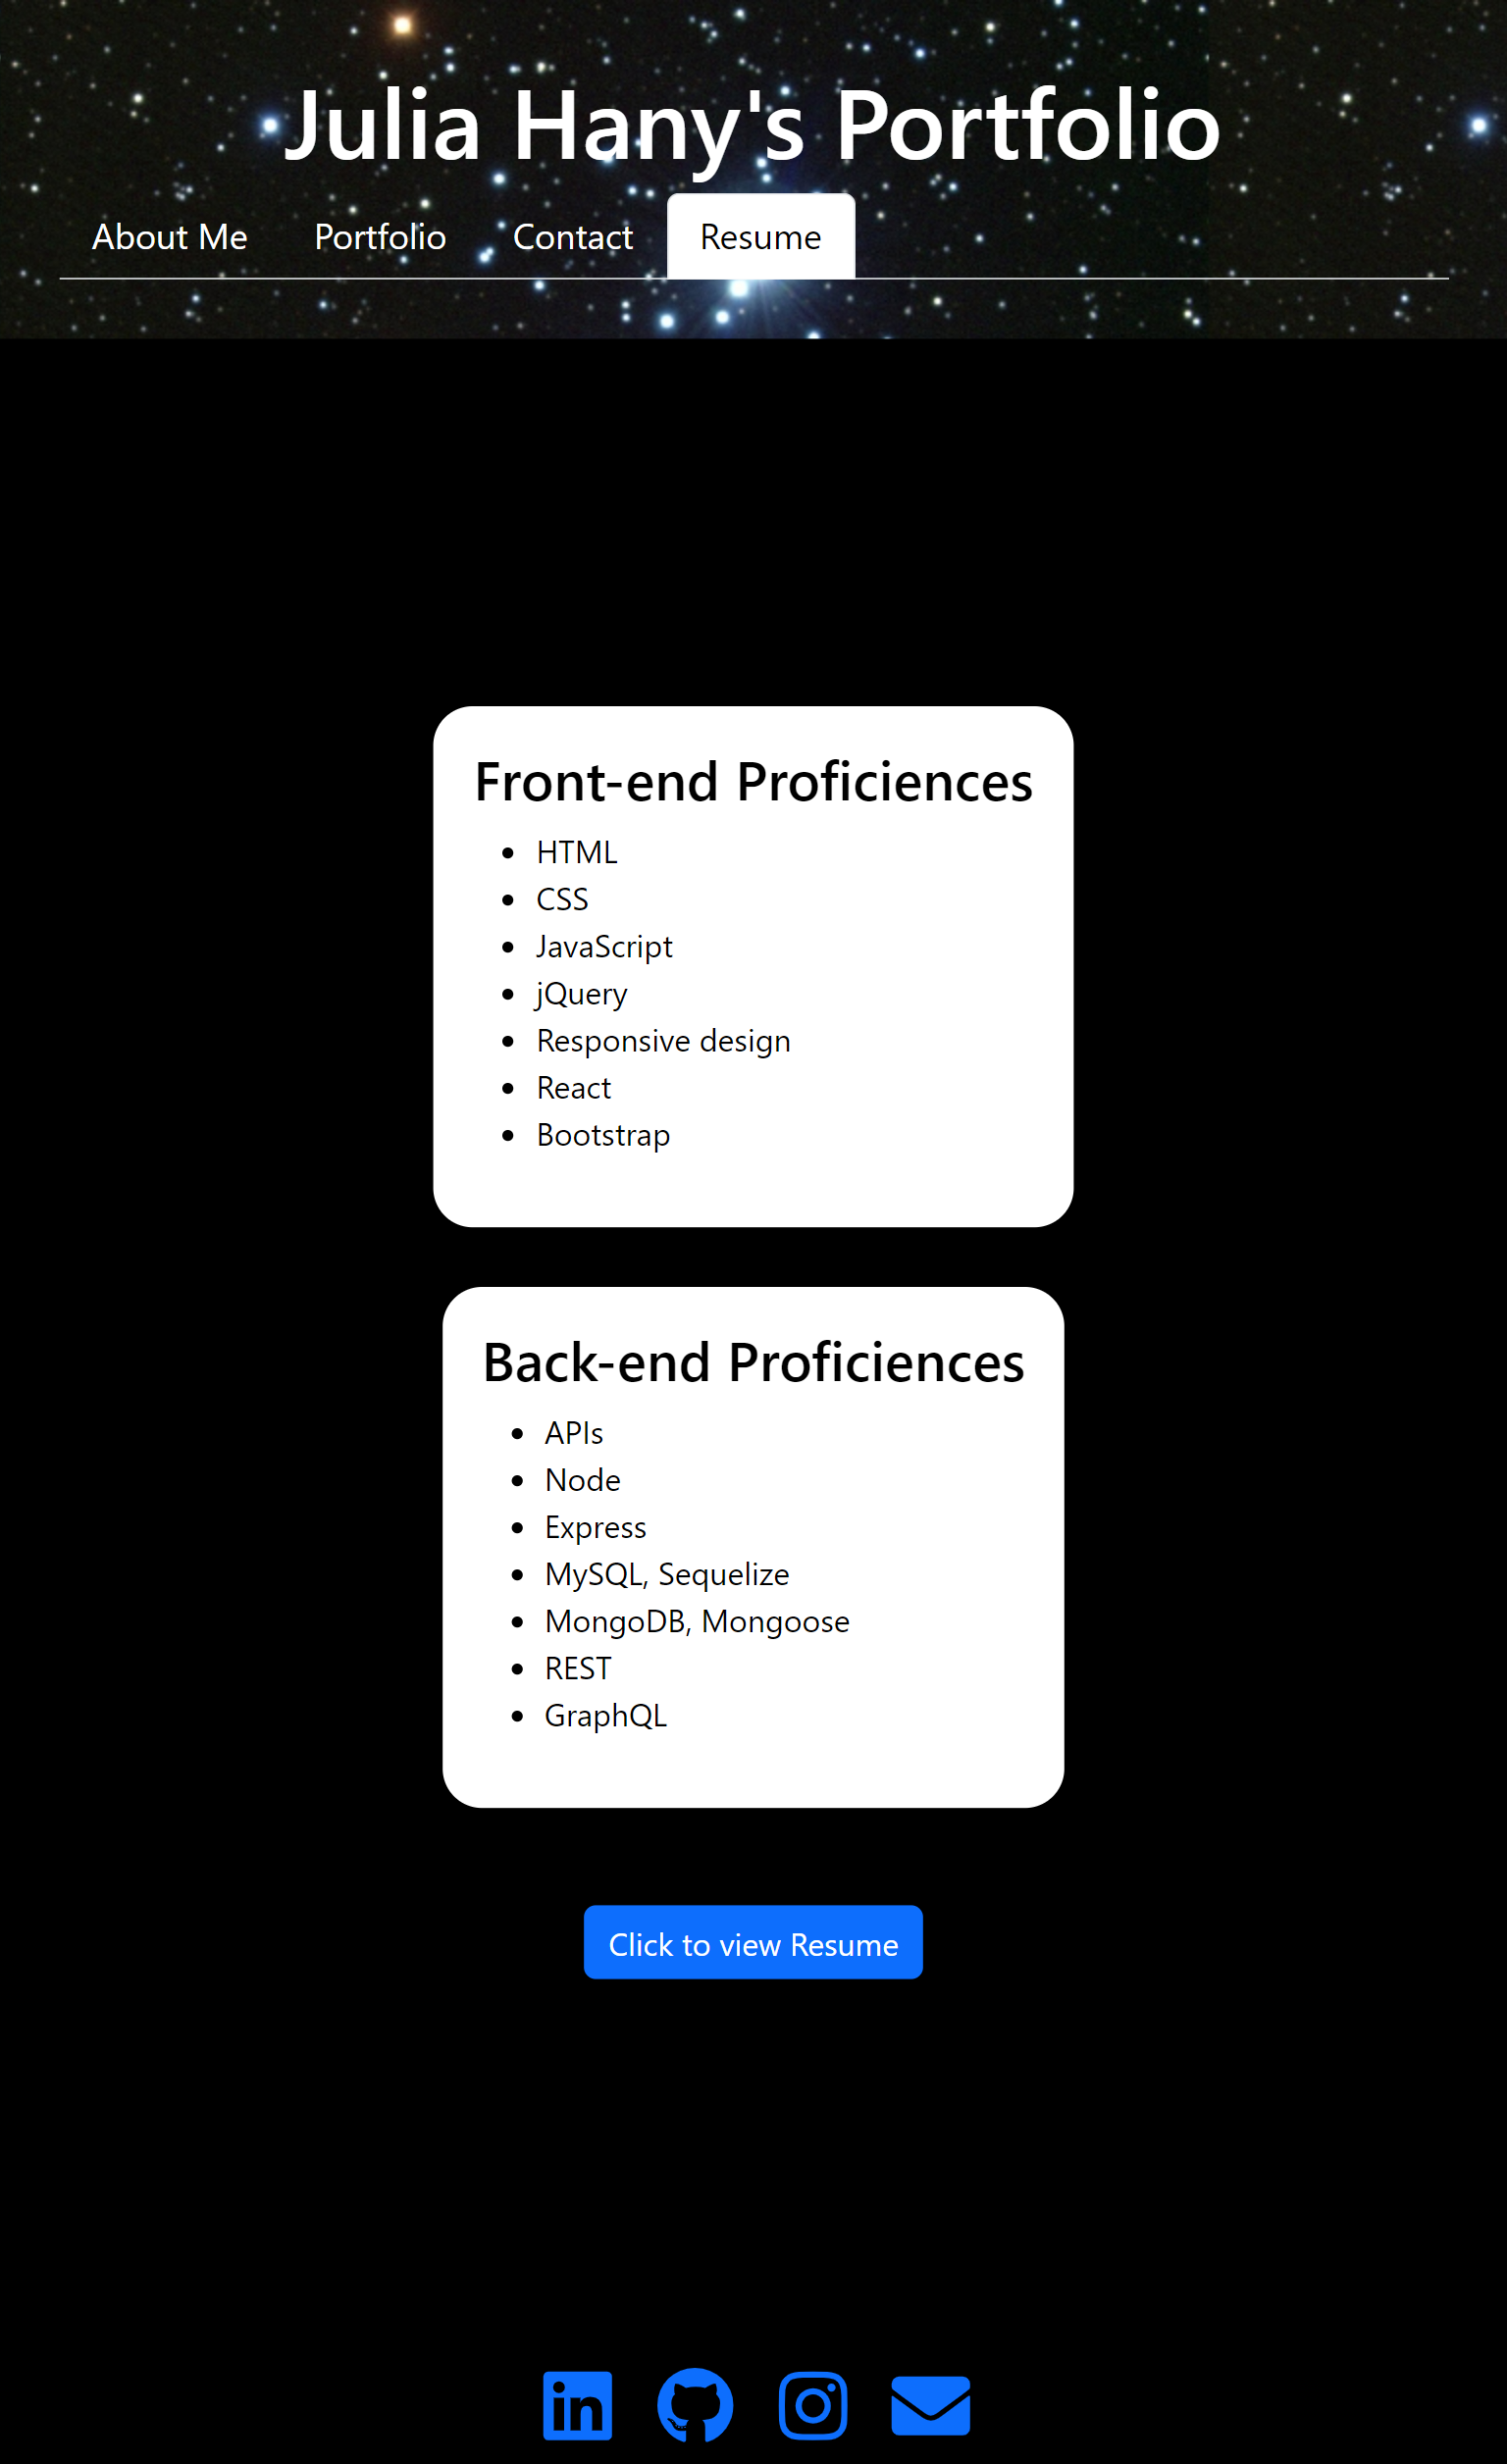 Julia Hany's Portfolio
About Me Portfolio Contact Resume
Front-end Proficiences
HTML
CSS
JavaScript
jQuery
Responsive design
React
Bootstrap
Back-end Proficiences
APIs
Node
Express
MySQL, Sequelize
MongoDB, Mongoose
REST
GraphQL
Click to view Resume